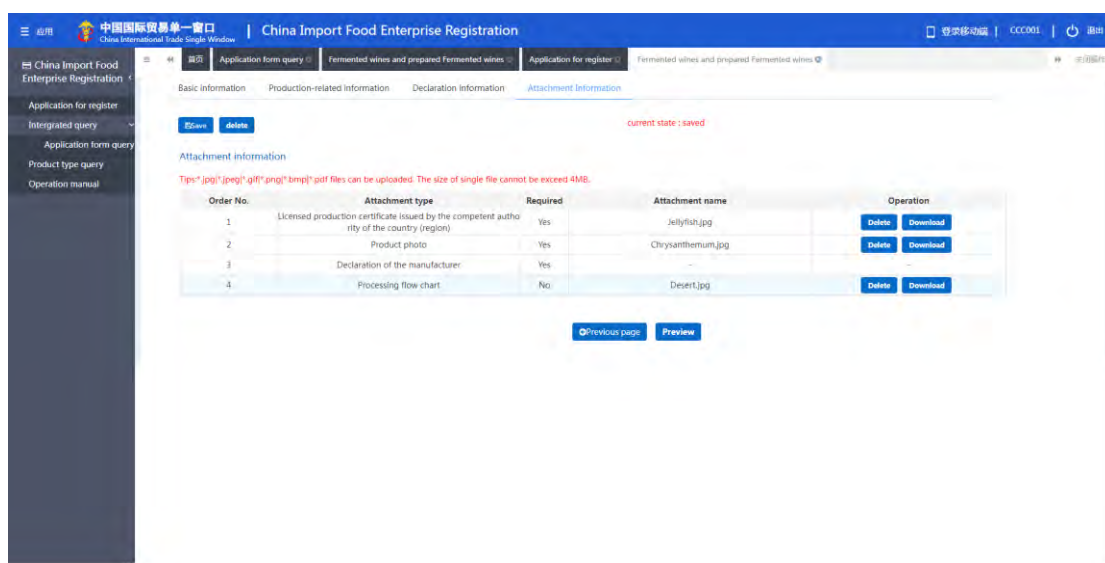 应用
中国国际贸易单一窗口
China International Trade Single Window
China Import Food Enterprise Registration
登录移动端
CCC001
退出
China Import Food
Enterprise Registration
Application for register
Intergrated query
Application form query
Product type query
Operation manual
首页
Application form query
Fermented wines and prepared Fermented wines
Application for register
Fermented wines and prepared Fermented wines
Basic information
Production-related information
Declaration information
Attachment Information
Save
delete
current state : saved
Attachment information
Tips:*.jpg|*.jpeg|*.gif|*.png|*.bmp|*.pdf files can be uploaded. The size of single file cannot be exceed 4MB.
Order No. Attachment type Required Attachment name Operation
1 Licensed production certificate issued by the competent autho
rity of the country (region) Yes Jellyfish.jpg Delete Download
2 Product photo Yes Chrysanthemum.jpg Delete Download
3 Declaration of the manufacturer Yes - -
4 Processing flow chart No Desert.jpg Delete Download
Previous page
Preview